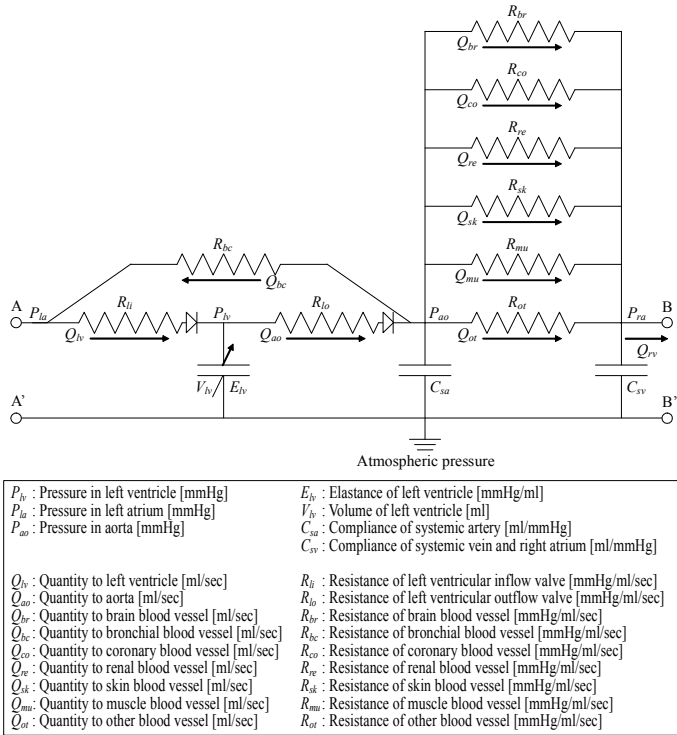 R_br
Q_br
R_co
Q_co
R_re
Q_re
R_sk
Q_sk
R_bc
R_mu
Q_bc
Q_mu
A P_la R_li P_lv R_lo P_ao R_ot P_ra B
Q_lv Q_ao Q_ot Q_rv
V_lv E_lv C_sa C_sv
A' B'
Atmospheric pressure
P_lv : Pressure in left ventricle [mmHg]
P_la : Pressure in left atrium [mmHg]
P_ao : Pressure in aorta [mmHg]
E_lv : Elastance of left ventricle [mmHg/ml]
V_lv : Volume of left ventricle [ml]
C_sa : Compliance of systemic artery [ml/mmHg]
C_sv : Compliance of systemic vein and right atrium [ml/mmHg]
Q_lv : Quantity to left ventricle [ml/sec]
Q_ao : Quantity to aorta [ml/sec]
Q_br : Quantity to brain blood vessel [ml/sec]
Q_bc : Quantity to bronchial blood vessel [ml/sec]
Q_co : Quantity to coronary blood vessel [ml/sec]
Q_re : Quantity to renal blood vessel [ml/sec]
Q_sk : Quantity to skin blood vessel [ml/sec]
Q_mu : Quantity to muscle blood vessel [ml/sec]
Q_ot : Quantity to other blood vessel [ml/sec]
R_li : Resistance of left ventricular inflow valve [mmHg/ml/sec]
R_lo : Resistance of left ventricular outflow valve [mmHg/ml/sec]
R_br : Resistance of brain blood vessel [mmHg/ml/sec]
R_bc : Resistance of bronchial blood vessel [mmHg/ml/sec]
R_co : Resistance of coronary blood vessel [mmHg/ml/sec]
R_re : Resistance of renal blood vessel [mmHg/ml/sec]
R_sk : Resistance of skin blood vessel [mmHg/ml/sec]
R_mu : Resistance of muscle blood vessel [mmHg/ml/sec]
R_ot : Resistance of other blood vessel [mmHg/ml/sec]